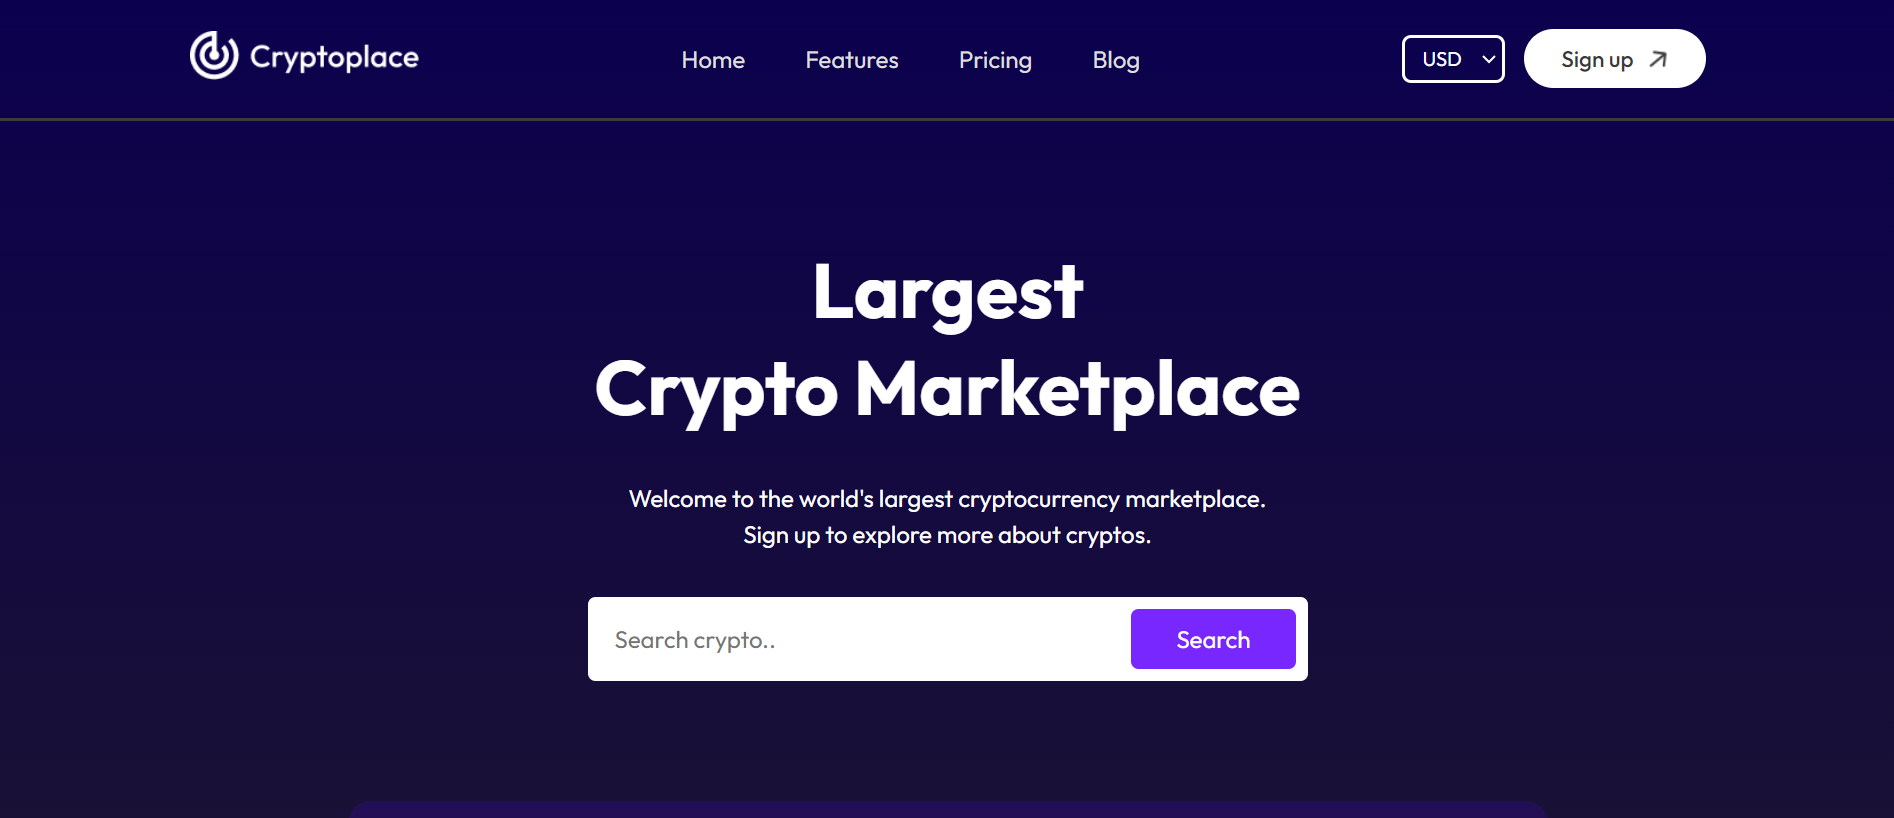 Cryptoplace
Home
Features
Pricing
Blog
USD
Sign up
Largest
Crypto Marketplace
Welcome to the world's largest cryptocurrency marketplace.
Sign up to explore more about cryptos.
Search crypto..
Search